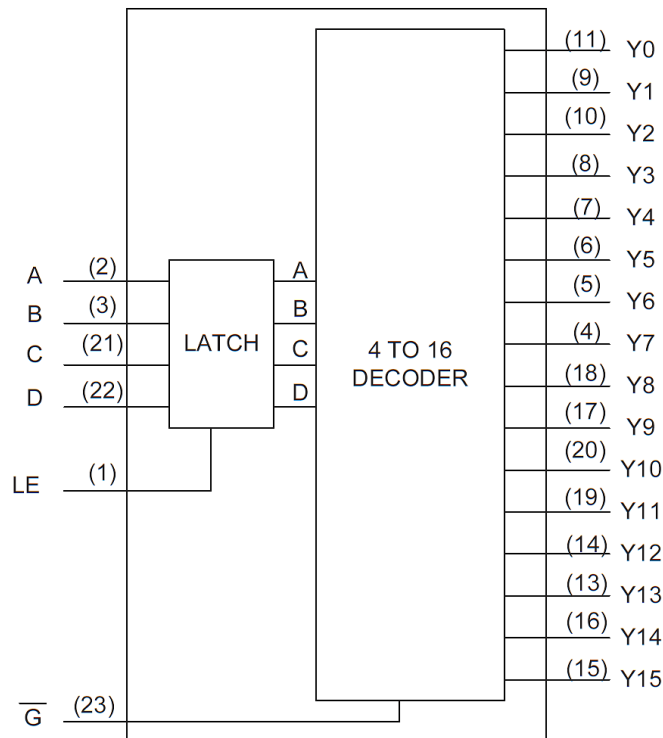 (11) Y0
(9) Y1
(10) Y2
(8) Y3
(7) Y4
(6) Y5
(5) Y6
(4) Y7
(18) Y8
(17) Y9
(20) Y10
(19) Y11
(14) Y12
(13) Y13
(16) Y14
(15) Y15
A (2)
B (3)
C (21)
D (22)
LE (1)
G (23)
LATCH
A
B
C
D
4 TO 16
DECODER